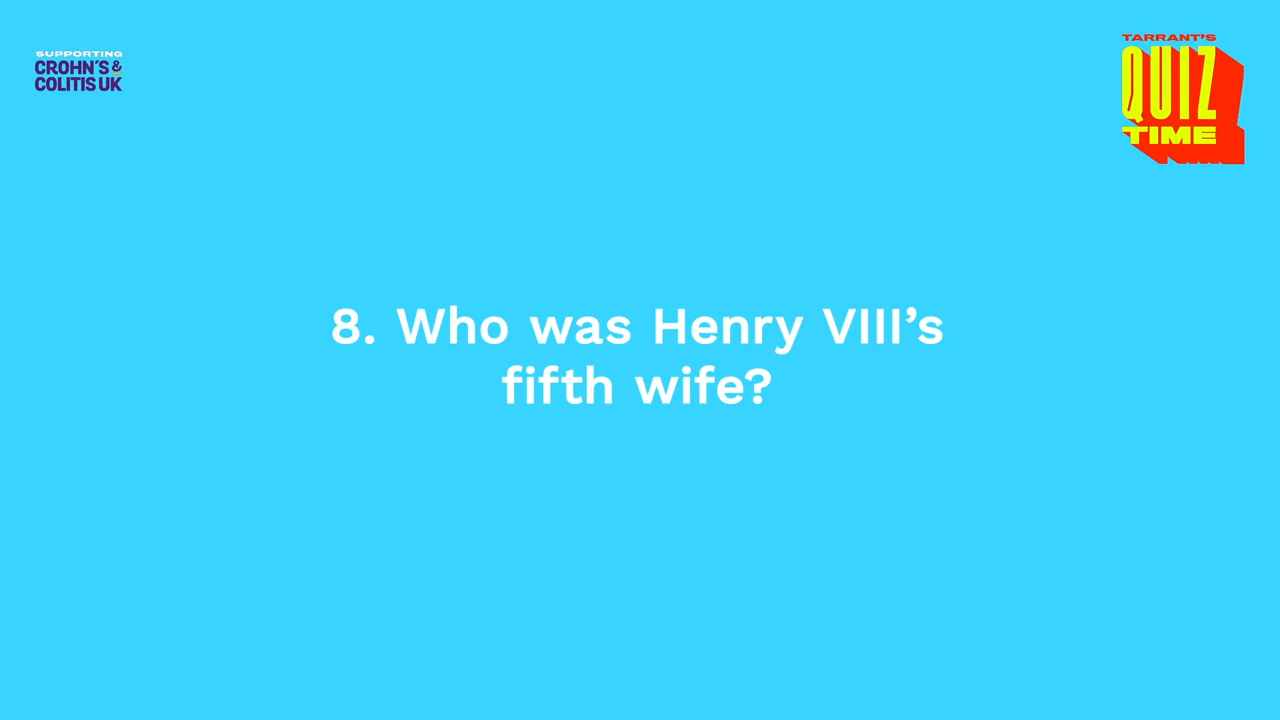 SUPPORTING
CROHN'S &
COLITIS UK
TARRANT'S
QUIZ
TIME
8. Who was Henry VIII’s
fifth wife?